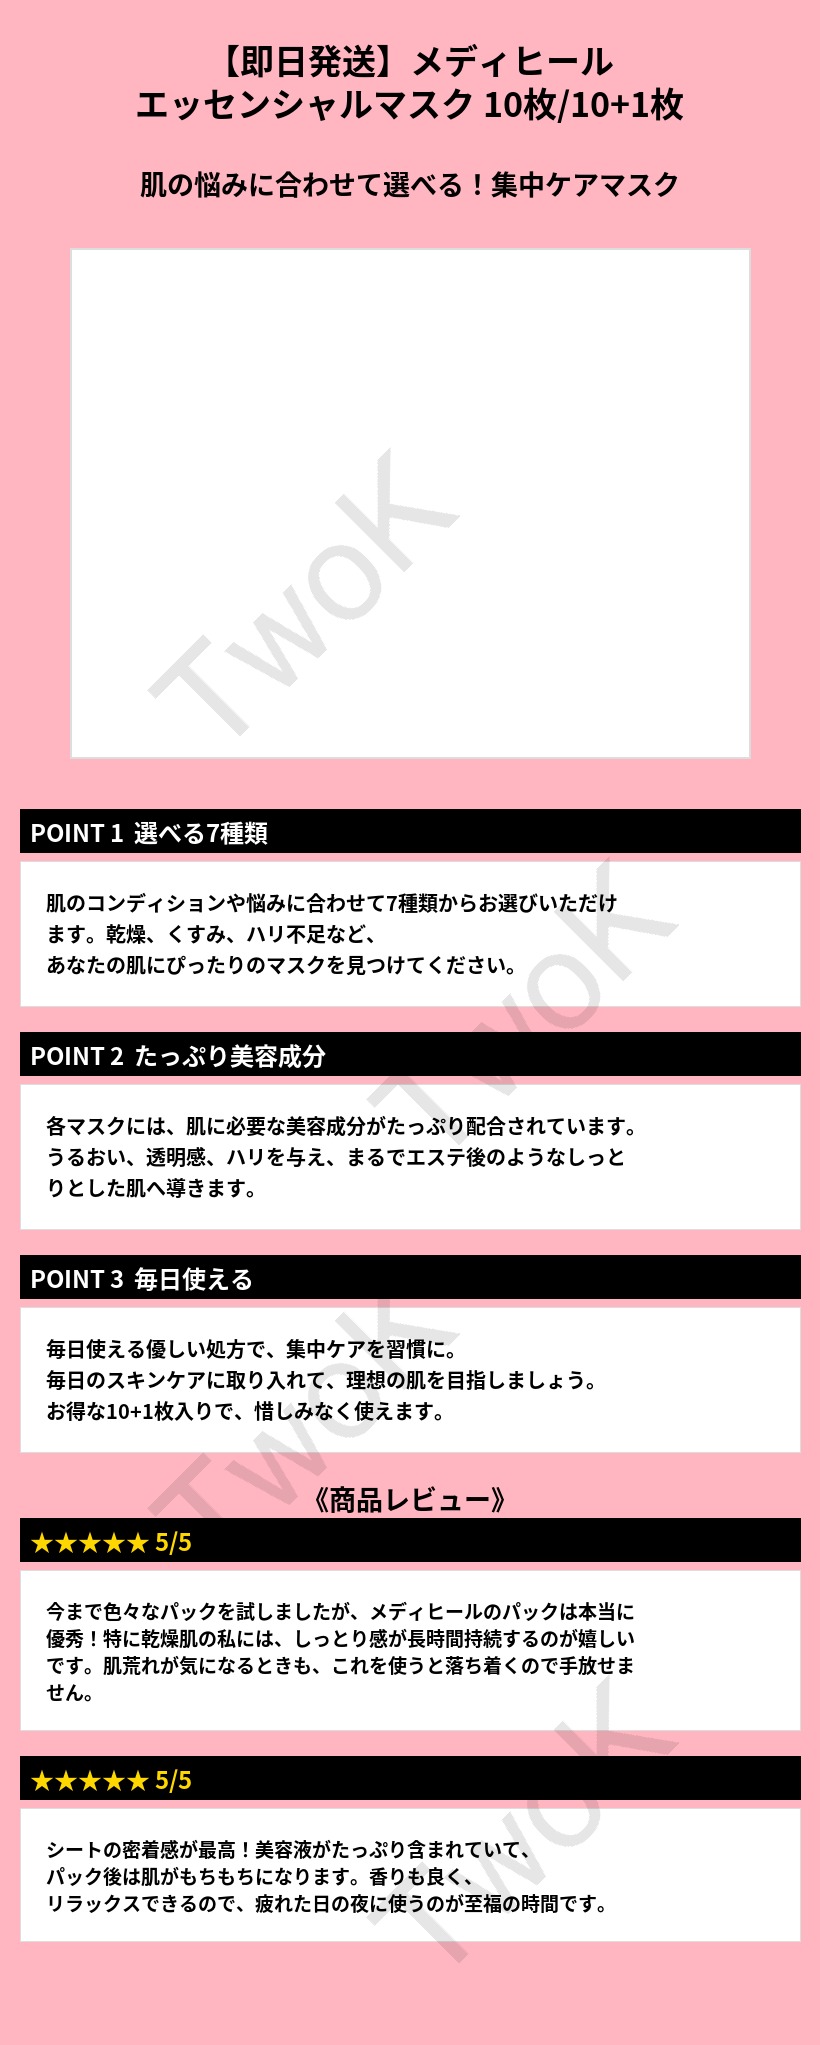 【即日発送】メディヒール
エッセンシャルマスク 10枚/10+1枚
肌の悩みに合わせて選べる！集中ケアマスク
TwoK
POINT 1 選べる7種類
肌のコンディションや悩みに合わせて7種類からお選びいただけ
ます。乾燥、くすみ、ハリ不足など、
あなたの肌にぴったりのマスクを見つけてください。
TwoK
POINT 2 たっぷり美容成分
各マスクには、肌に必要な美容成分がたっぷり配合されています。
うるおい、透明感、ハリを与え、まるでエステ後のようなしっと
りとした肌へ導きます。
POINT 3 毎日使える
毎日使える優しい処方で、集中ケアを習慣に。
毎日のスキンケアに取り入れて、理想の肌を目指しましょう。
お得な10+1枚入りで、惜しみなく使えます。
TwoK
《商品レビュー》
★★★★★ 5/5
今まで色々なパックを試しましたが、メディヒールのパックは本当に
優秀！特に乾燥肌の私には、しっとり感が長時間持続するのが嬉しい
です。肌荒れが気になるときも、これを使うと落ち着くので手放せま
せん。
★★★★★ 5/5
シートの密着感が最高！美容液がたっぷり含まれていて、
パック後は肌がもちもちになります。香りも良く、
リラックスできるので、疲れた日の夜に使うのが至福の時間です。
TwoK